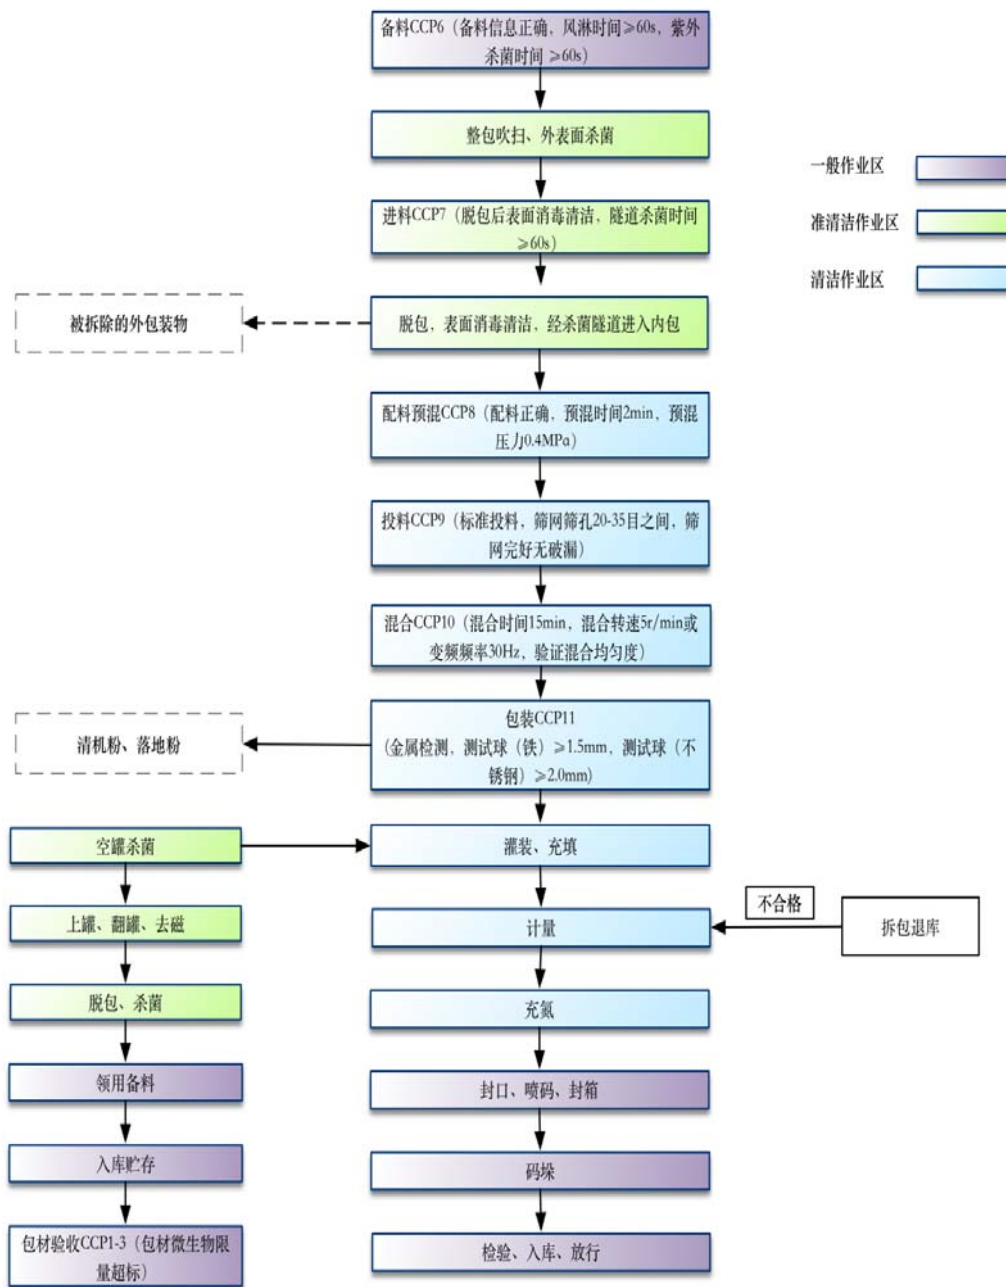 备料CCP6（备料信息正确，风淋时间≥60s，紫外
杀菌时间 ≥60s）
整包吹扫、外表面杀菌
一般作业区
进料CCP7（脱包后表面消毒清洁，隧道杀菌时间
≥60s）
准清洁作业区
清洁作业区
被拆除的外包装物
脱包，表面消毒清洁，经杀菌隧道进入内包
配料预混CCP8（配料正确，预混时间2min，预混
压力0.4MPa）
投料CCP9（标准投料，筛网筛孔20-35目之间，筛
网完好无破漏）
混合CCP10（混合时间15min，混合转速5r/min或
变频频率30Hz，验证混合均匀度）
清机粉、落地粉
包装CCP11
(金属检测，测试球（铁）≥1.5mm，测试球（不
锈钢）≥2.0mm)
空罐杀菌
灌装、充填
上罐、翻罐、去磁
计量
不合格
拆包退库
脱包、杀菌
充氮
领用备料
封口、喷码、封箱
入库贮存
码垛
包材验收CCP1-3（包材微生物限
量超标）
检验、入库、放行